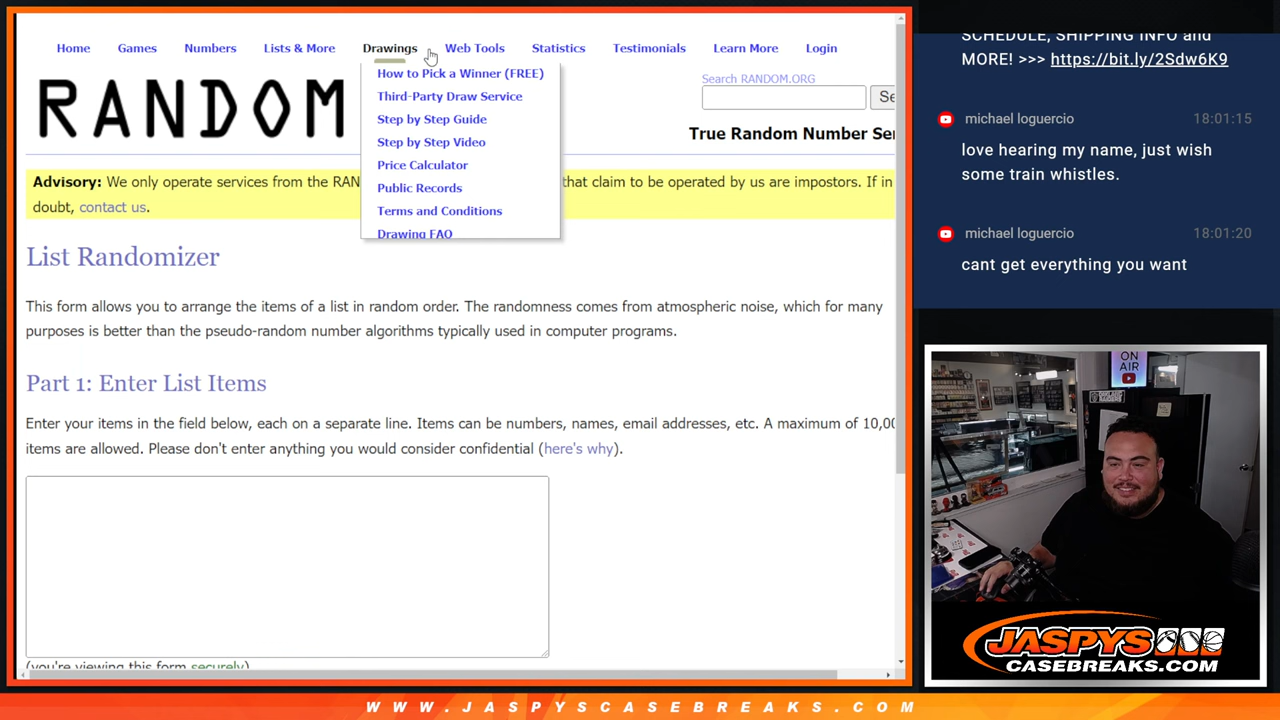 Home Games Numbers Lists & More Drawings Web Tools Statistics Testimonials Learn More Login
How to Pick a Winner (FREE)
Third-Party Draw Service
Step by Step Guide
Step by Step Video
Price Calculator
Public Records
Terms and Conditions
Drawing FAQ
RANDOM
Search RANDOM.ORG
Se
True Random Number Ser
Advisory: We only operate services from the RAN that claim to be operated by us are impostors. If in
doubt, contact us.
List Randomizer
This form allows you to arrange the items of a list in random order. The randomness comes from atmospheric noise, which for many
purposes is better than the pseudo-random number algorithms typically used in computer programs.
Part 1: Enter List Items
Enter your items in the field below, each on a separate line. Items can be numbers, names, email addresses, etc. A maximum of 10,00
items are allowed. Please don't enter anything you would consider confidential (here's why).
(you're viewing this form securely)
SCHEDULE, SHIPPING INFO and
MORE! >>> https://bit.ly/2Sdw6K9
michael loguercio 18:01:15
love hearing my name, just wish
some train whistles.
michael loguercio 18:01:20
cant get everything you want
ON
AIR
JASPYS
CASEBREAKS.COM
WWW.JASPYSCASEBREAKS.COM